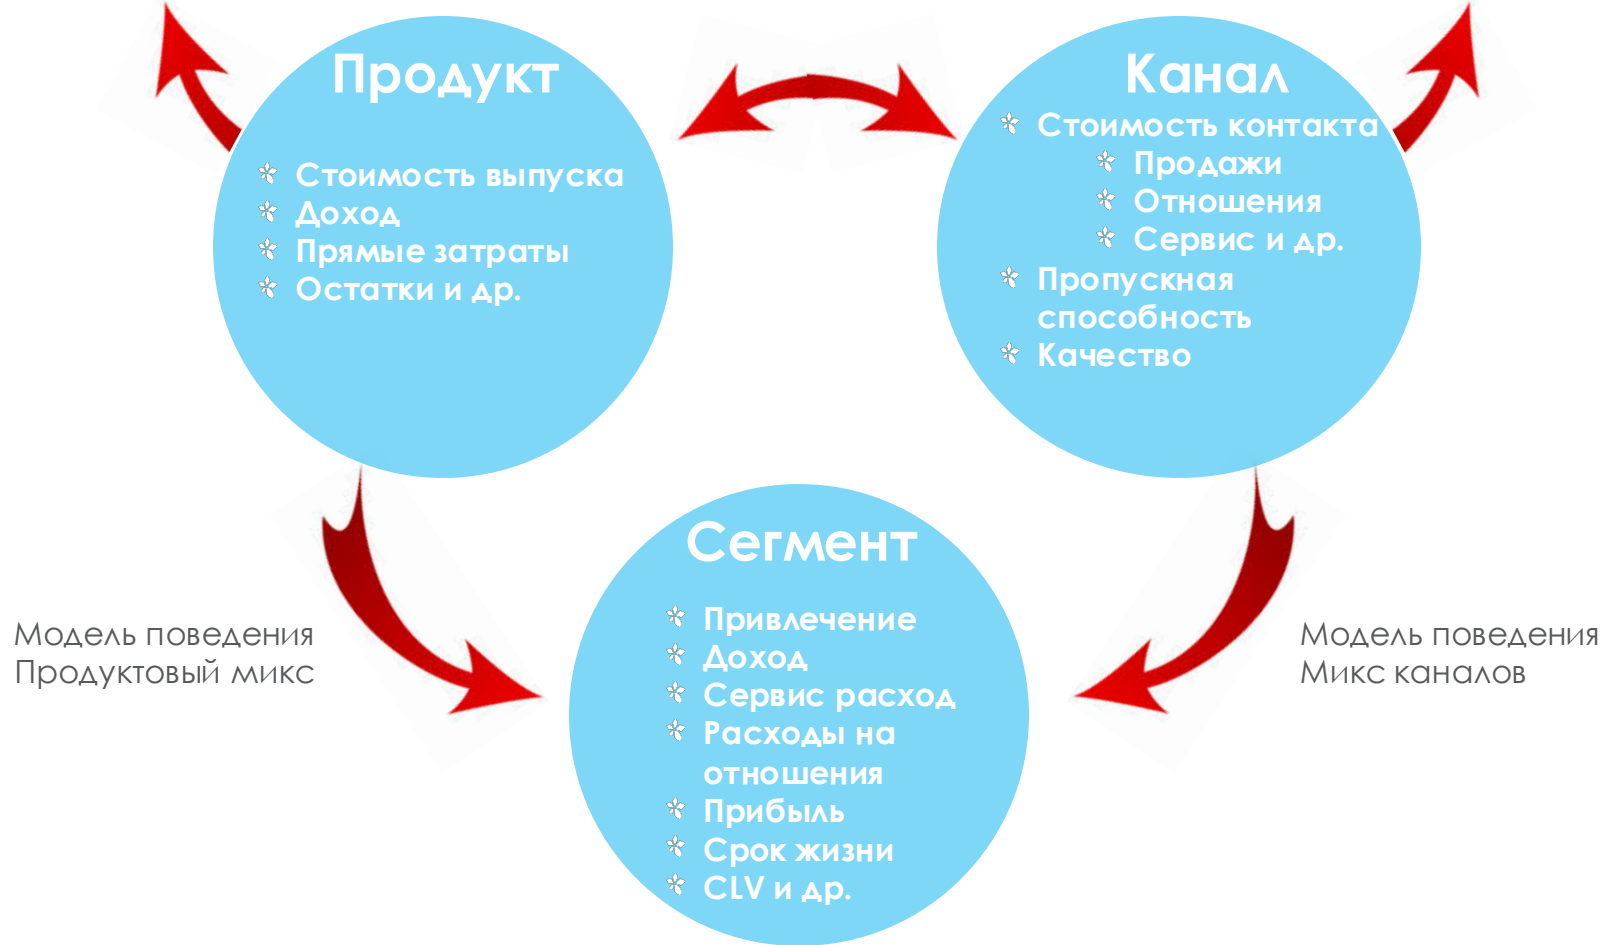 Продукт
Стоимость выпуска
Доход
Прямые затраты
Остатки и др.
Канал
Стоимость контакта
Продажи
Отношения
Сервис и др.
Пропускная
способность
Качество
Сегмент
Привлечение
Доход
Сервис расход
Расходы на
отношения
Прибыль
Срок жизни
CLV и др.
Модель поведения
Продуктовый микс
Модель поведения
Микс каналов